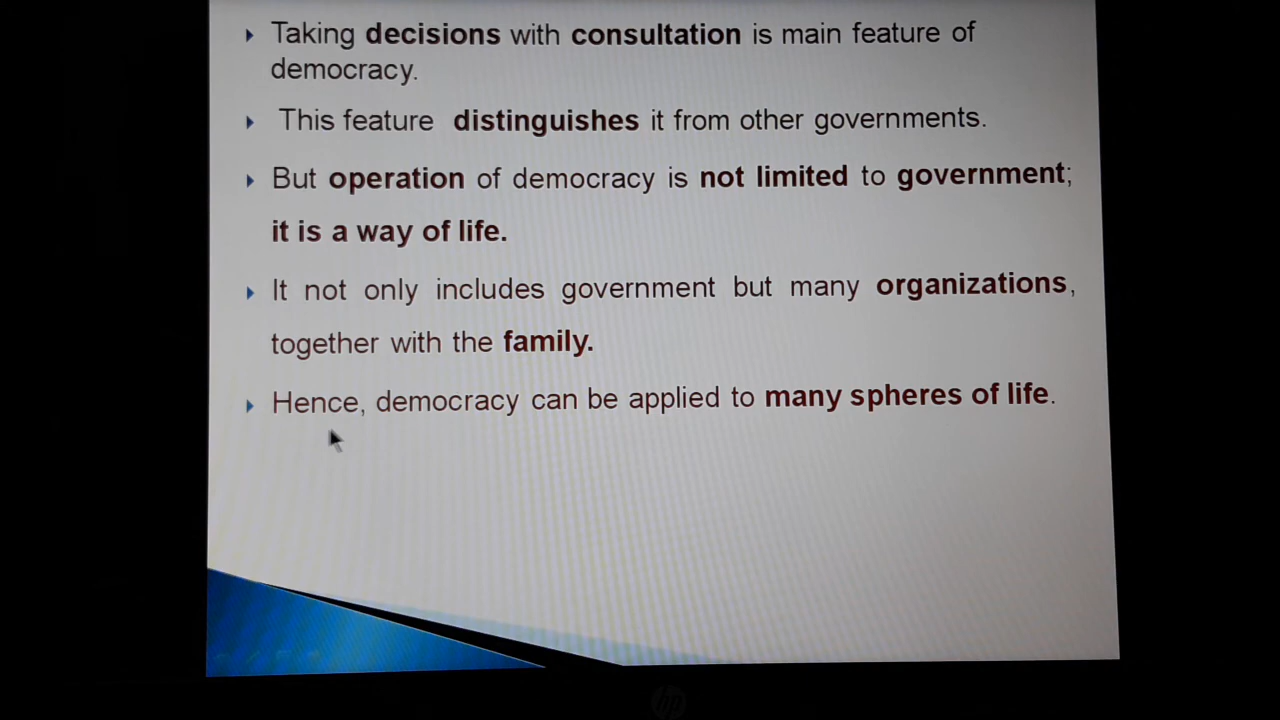 Taking decisions with consultation is main feature of
democracy.
This feature distinguishes it from other governments.
But operation of democracy is not limited to government;
it is a way of life.
It not only includes government but many organizations,
together with the family.
Hence, democracy can be applied to many spheres of life.
hp